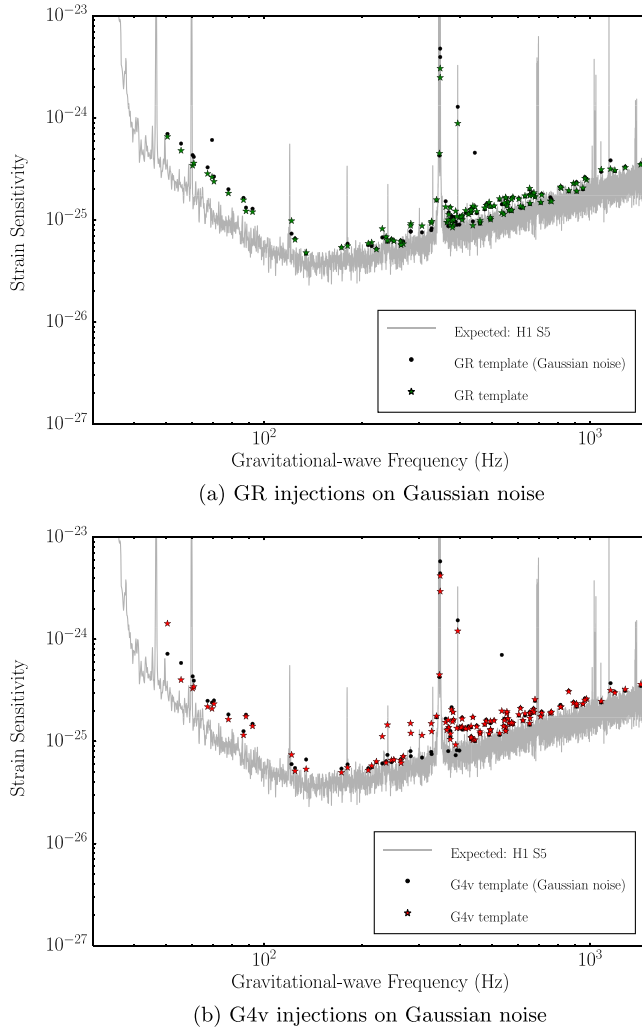 10^{-23}
10^{-24}
10^{-25}
10^{-26}
10^{-27}
Strain Sensitivity
Expected: H1 S5
GR template (Gaussian noise)
GR template
10^2
10^3
Gravitational-wave Frequency (Hz)
(a) GR injections on Gaussian noise
10^{-23}
10^{-24}
10^{-25}
10^{-26}
10^{-27}
Strain Sensitivity
Expected: H1 S5
G4v template (Gaussian noise)
G4v template
10^2
10^3
Gravitational-wave Frequency (Hz)
(b) G4v injections on Gaussian noise